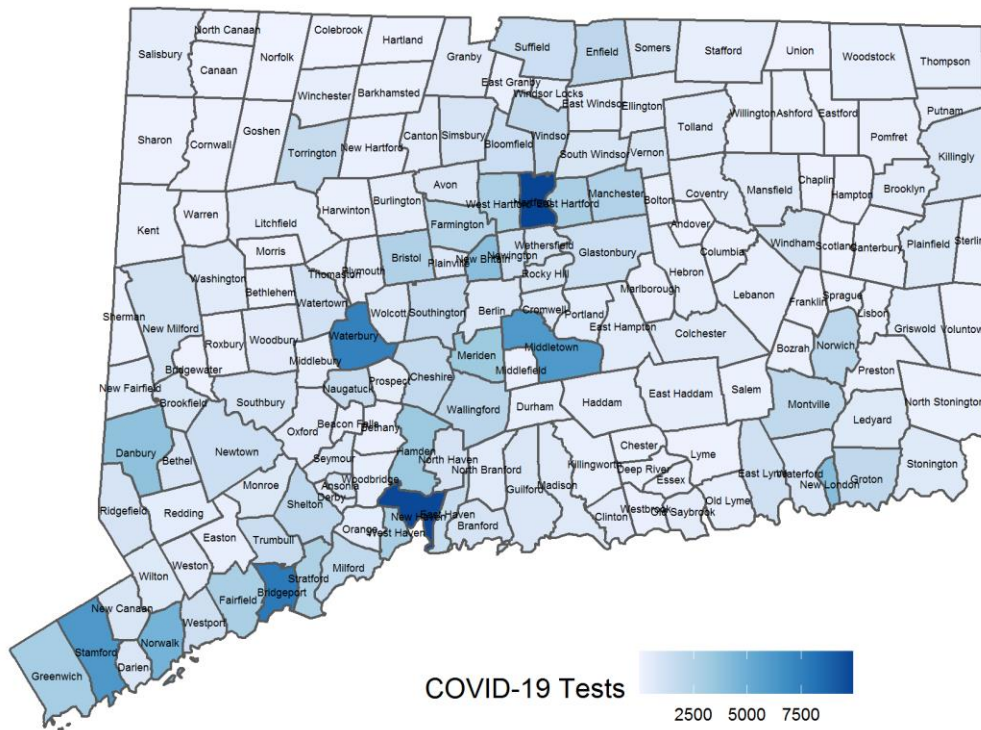 North Canaan
Colebrook
Hartland
Suffield
Enfield
Somers
Stafford
Union
Woodstock
Thompson
Salisbury
Canaan
Norfolk
Granby
East Granby
Windsor Locks
Winchester
Barkhamsted
East Windsor
Ellington
Willington
Ashford
Eastford
Putnam
Sharon
Cornwall
Goshen
Torrington
New Hartford
Canton
Simsbury
Bloomfield
Windsor
South Windsor
Vernon
Tolland
Pomfret
Killingly
Avon
Coventry
Mansfield
Chaplin
Hampton
Brooklyn
Kent
Warren
Litchfield
Harwinton
Burlington
West Hartford
East Hartford
Manchester
Bolton
Andover
Farmington
Morris
Bristol
Plainville
New Britain
Newington
Wethersfield
Glastonbury
Columbia
Windham
Scotland
Canterbury
Plainfield
Sterling
Washington
Bethlehem
Thomaston
Plymouth
Rocky Hill
Hebron
Marlborough
Lebanon
Franklin
Sprague
Lisbon
Sherman
New Milford
Roxbury
Woodbury
Watertown
Waterbury
Wolcott
Southington
Berlin
Cromwell
Portland
East Hampton
Colchester
Bozrah
Norwich
Griswold
Voluntown
Bridgewater
Middlebury
Meriden
Middletown
Middlefield
Preston
New Fairfield
Brookfield
Southbury
Naugatuck
Prospect
Cheshire
Wallingford
Durham
Haddam
East Haddam
Salem
Montville
Ledyard
North Stonington
Danbury
Bethel
Newtown
Oxford
Beacon Falls
Bethany
Hamden
North Haven
North Branford
Guilford
Madison
Killingworth
Chester
Deep River
Essex
Lyme
East Lyme
Waterford
New London
Groton
Stonington
Seymour
Woodbridge
Ansonia
Derby
Ridgefield
Redding
Monroe
Shelton
Orange
New Haven
East Haven
West Haven
Branford
Clinton
Westbrook
Old Saybrook
Old Lyme
Easton
Trumbull
Stratford
Milford
Wilton
Weston
Fairfield
Bridgeport
New Canaan
Westport
Norwalk
Greenwich
Stamford
Darien
COVID-19 Tests
2500 5000 7500